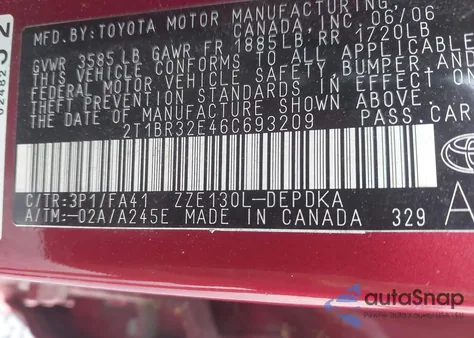 MFD.BY:TOYOTA MOTOR MANUFACTURING,
CANADA, INC. 06/06
GVWR 3585 LB GAWR FR 1885LB, RR 1720LB
THIS VEHICLE CONFORMS TO ALL APPLICABLE
FEDERAL MOTOR VEHICLE SAFETY, BUMPER
AND THEFT PREVENTION STANDARDS IN EFFECT
THE DATE OF MANUFACTURE SHOWN ABOVE.
2T1BR32E46C693209 PASS.CAR
C/TR:3P1/FA41 ZZE130L-DEPDKA
A/TM:-02A/A245E MADE IN CANADA 329
A
TOYOTA
autoSnap